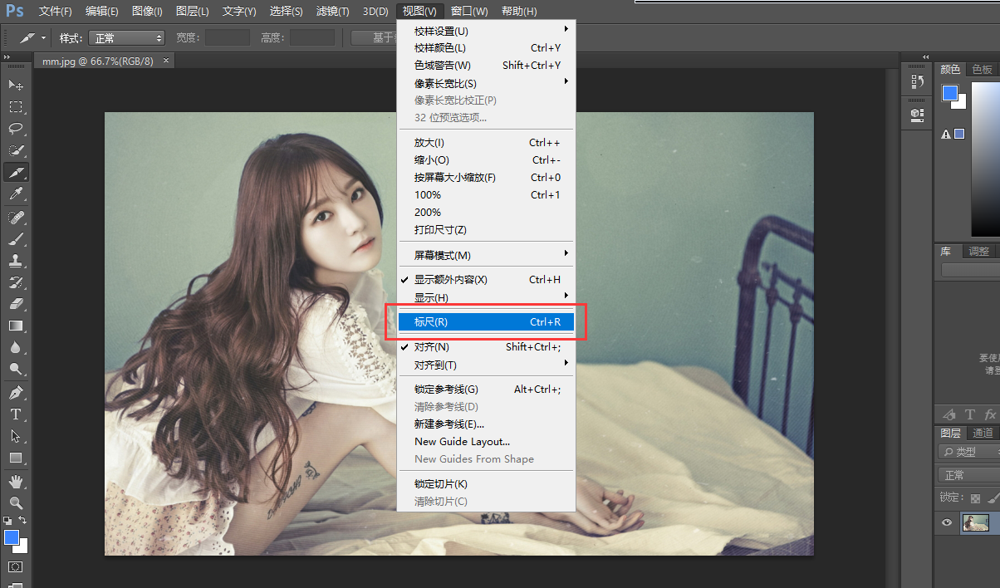 Ps 文件(F) 编辑(E) 图像(I) 图层(L) 文字(Y) 选择(S) 滤镜(T) 3D(D) 视图(V) 窗口(W) 帮助(H)
样式: 正常 宽度: 高度: 基于
mm.jpg @ 66.7%(RGB/8) ×
校样设置(U)
校样颜色(L) Ctrl+Y
色域警告(W) Shift+Ctrl+Y
像素长宽比(S)
像素长宽比校正(P)
32 位预览选项...
放大(I) Ctrl++
缩小(O) Ctrl+-
按屏幕大小缩放(F) Ctrl+0
100% Ctrl+1
200%
打印尺寸(Z)
屏幕模式(M)
显示额外内容(X) Ctrl+H
显示(H)
标尺(R) Ctrl+R
对齐(N) Shift+Ctrl+;
对齐到(T)
锁定参考线(G) Alt+Ctrl+;
清除参考线(D)
新建参考线(E)...
New Guide Layout...
New Guides From Shape
锁定切片(K)
清除切片(C)
颜色 色板
库 调整
要使
请登
T fx
图层 通道
类型
正常
锁定:
T